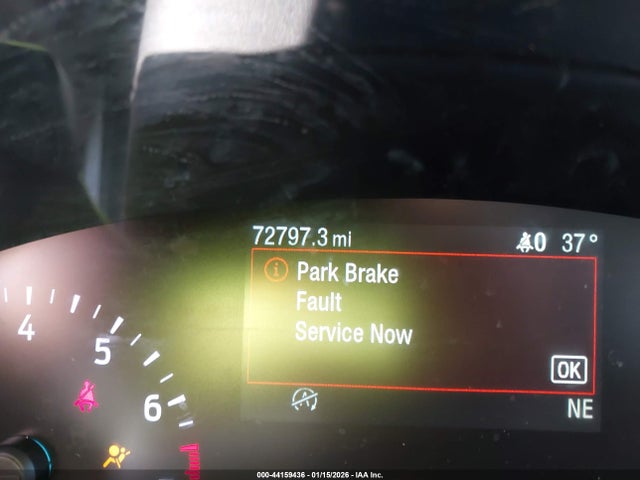 72797.3 mi
0 37°
Park Brake
Fault
Service Now
OK
NE
4
5
6
A
000-44159436 - 01/15/2026 - IAA Inc.